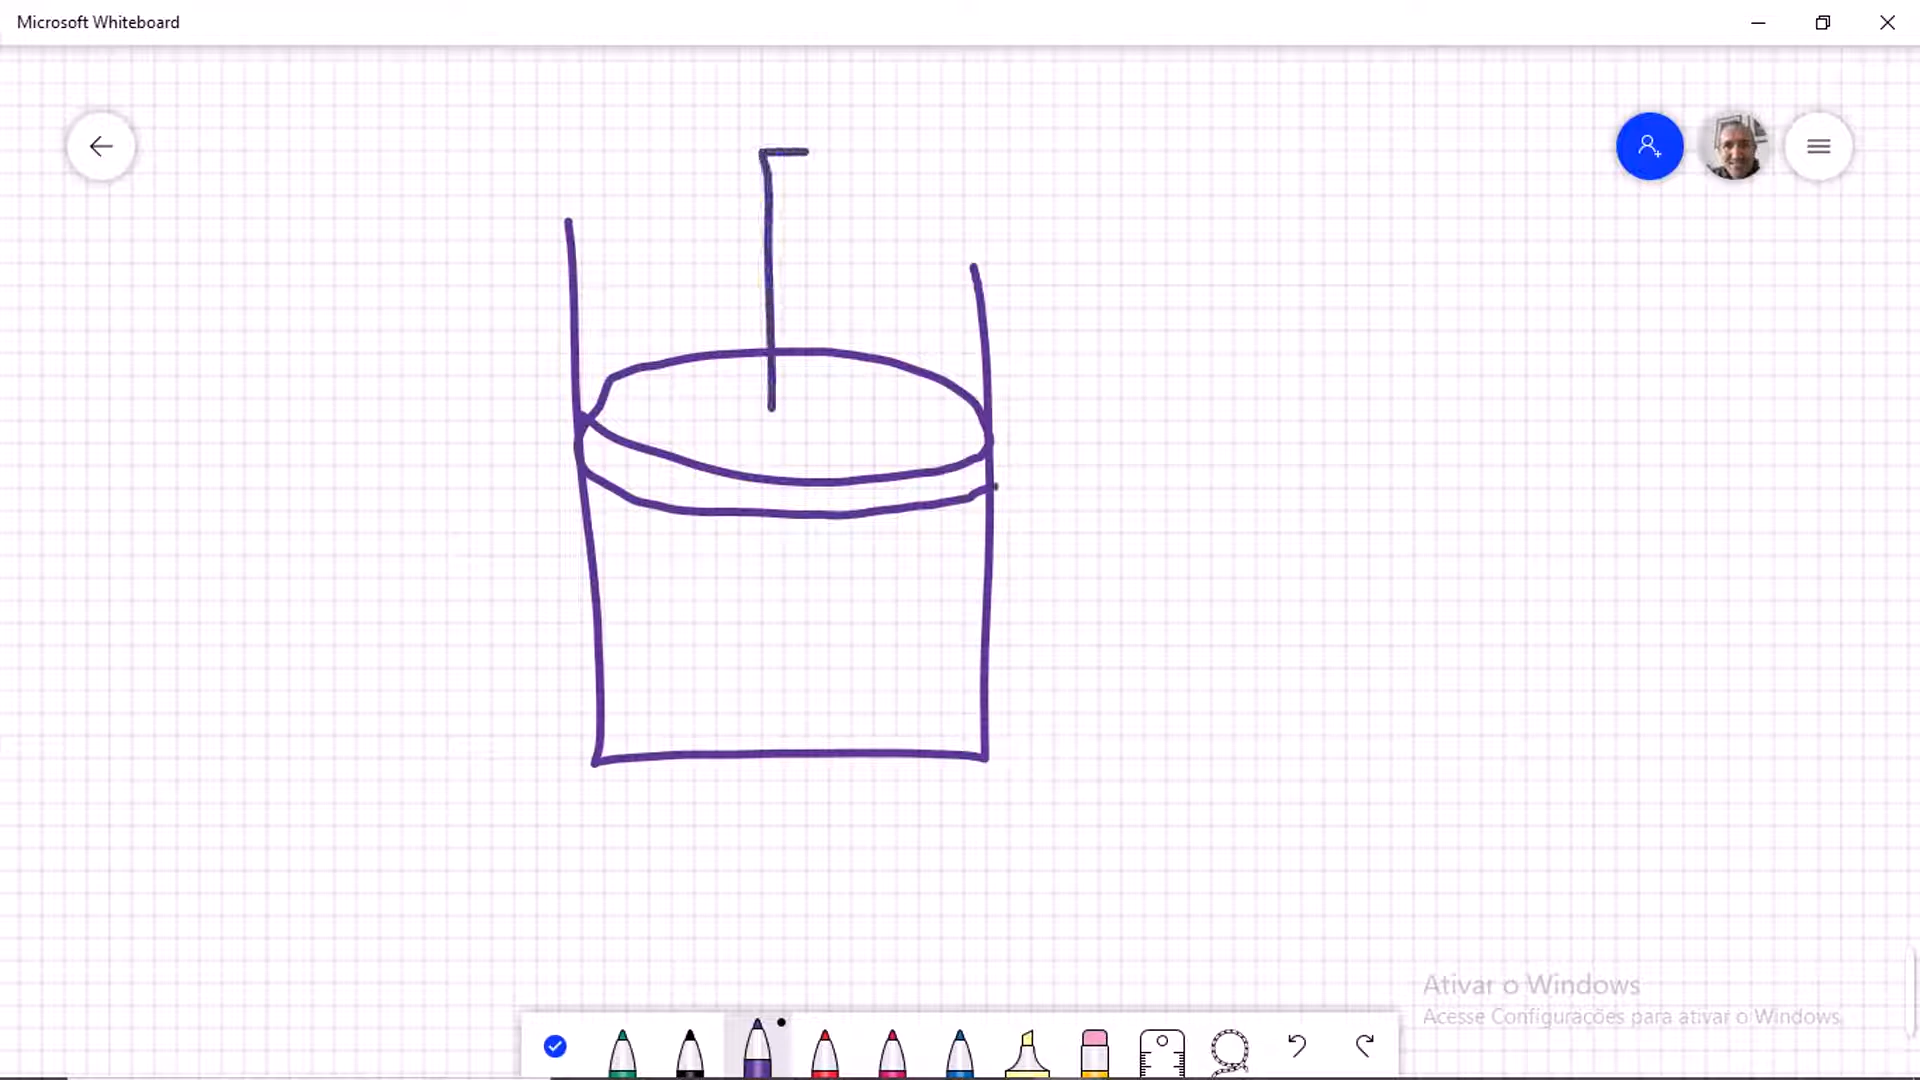 Microsoft Whiteboard
Ativar o Windows
Acesse Configurações para ativar o Windows.